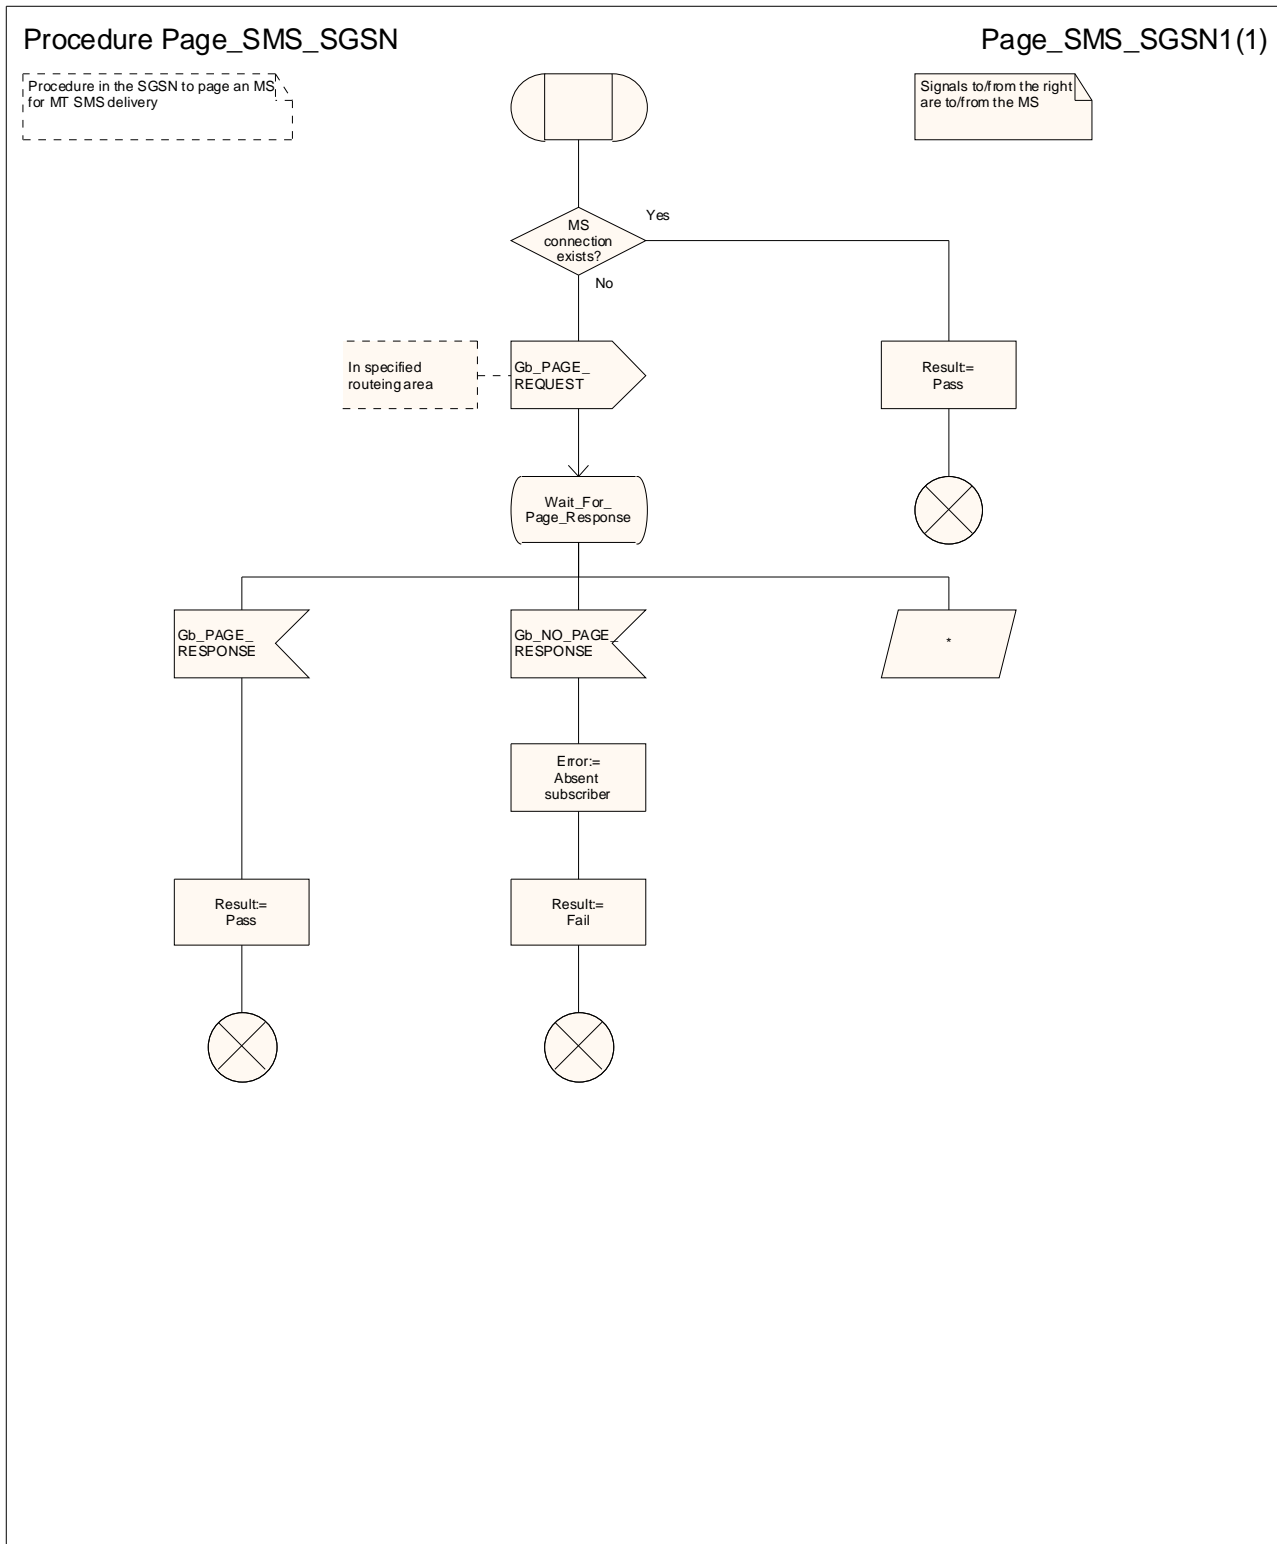 Procedure Page_SMS_SGSN
Page_SMS_SGSN1(1)
Procedure in the SGSN to page an MS
for MT SMS delivery
Signals to/from the right
are to/from the MS
MS
connection
exists?
Yes
No
In specified
routeing area
Gb_PAGE_
REQUEST
Result:=
Pass
Wait_For_
Page_Response
Gb_PAGE_
RESPONSE
Gb_NO_PAGE_
RESPONSE
*
Error:=
Absent
subscriber
Result:=
Pass
Result:=
Fail